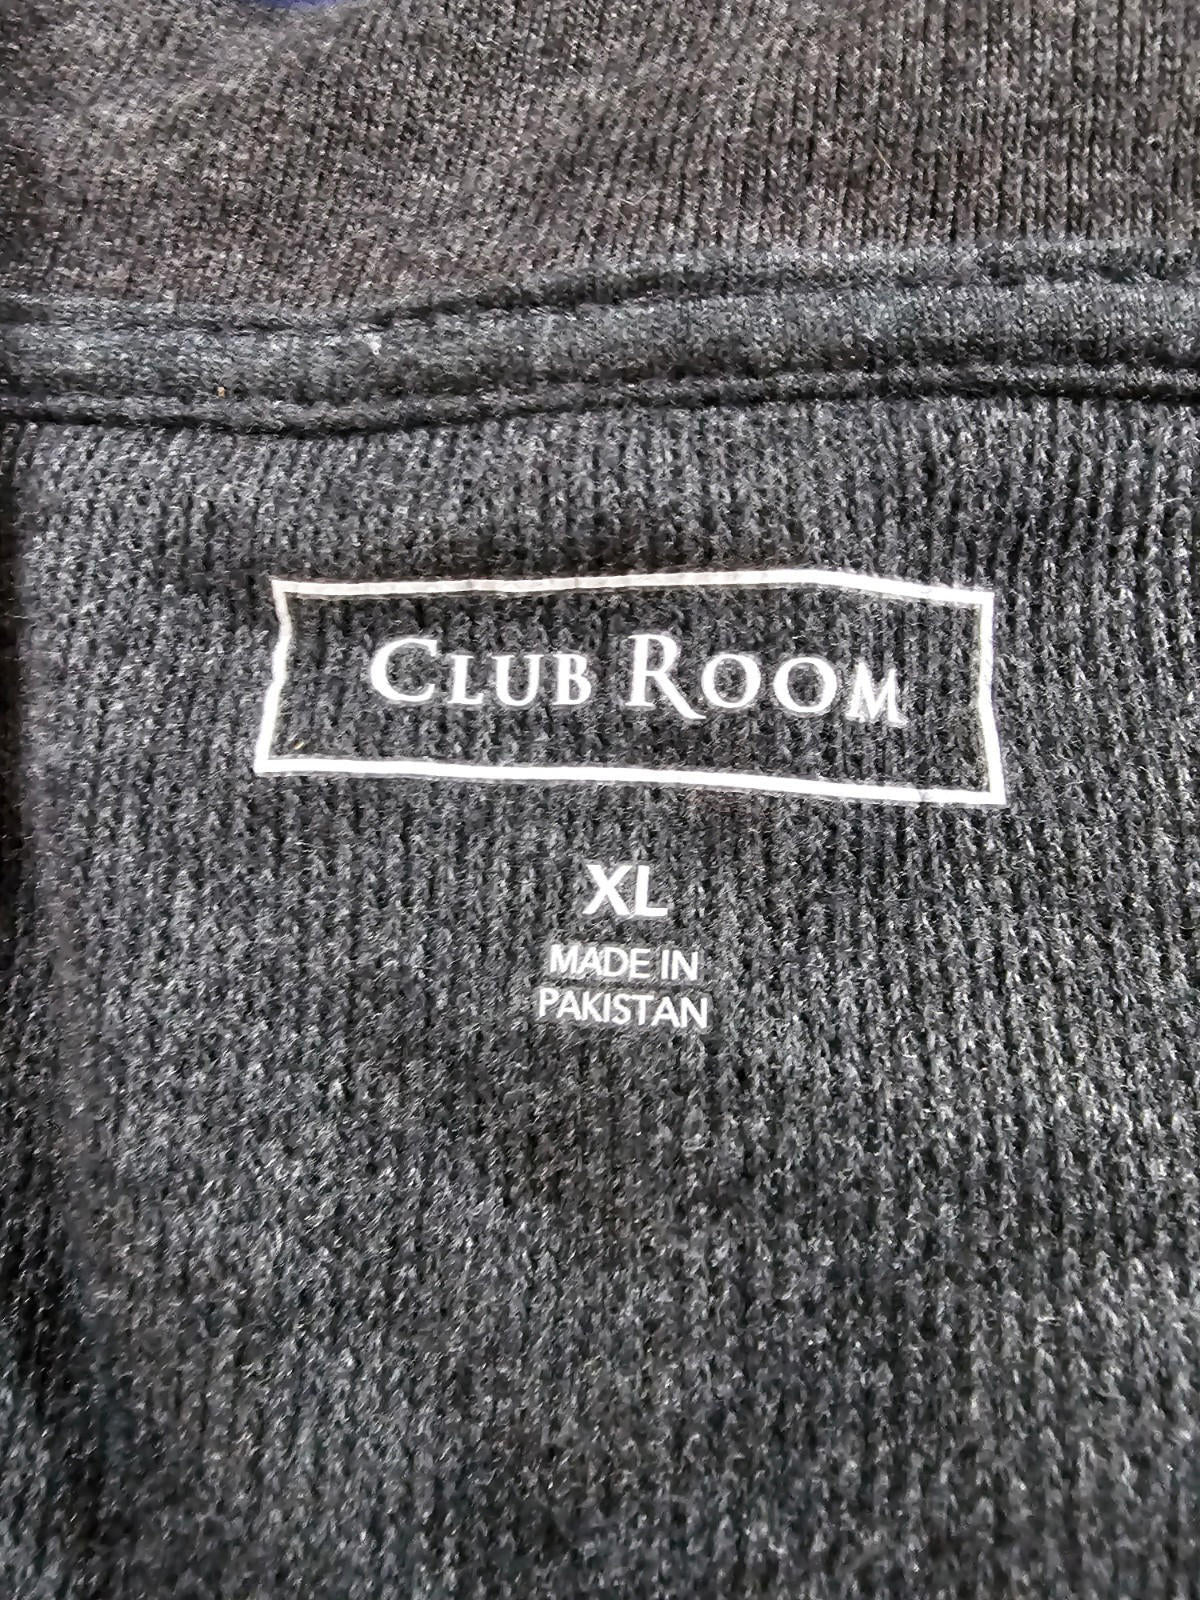 CLUB ROOM
XL
MADE IN
PAKISTAN